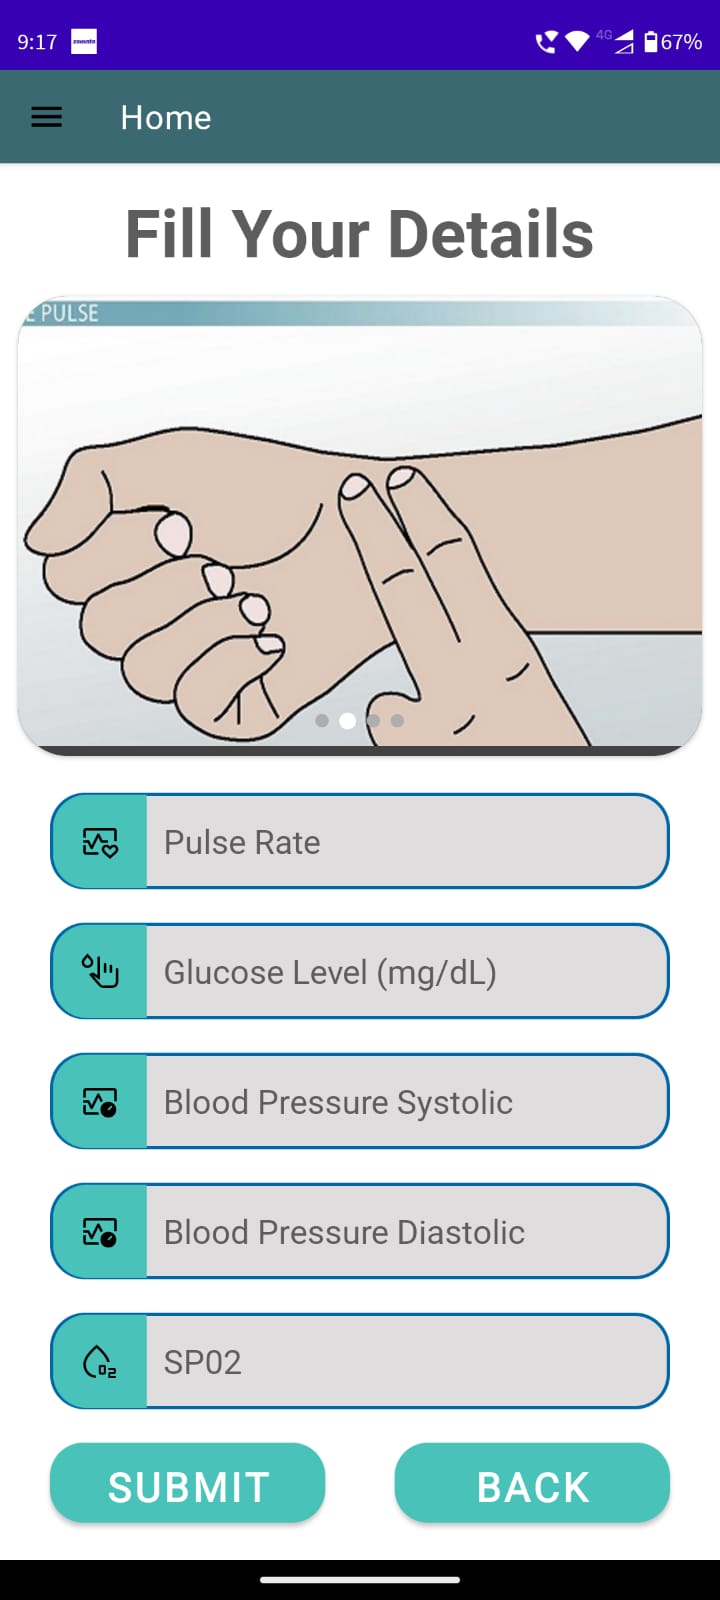 9:17
4G
67%
Home
Fill Your Details
E PULSE
Pulse Rate
Glucose Level (mg/dL)
Blood Pressure Systolic
Blood Pressure Diastolic
O2
SP02
SUBMIT
BACK